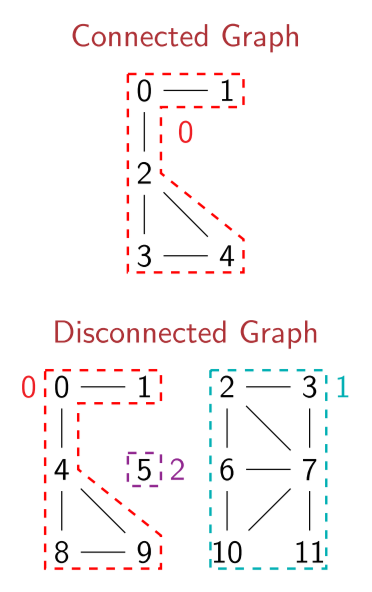 Connected Graph
0 1
0
2
3 4
Disconnected Graph
0 0 1 2 3 1
4 5 2 6 7
8 9 10 11